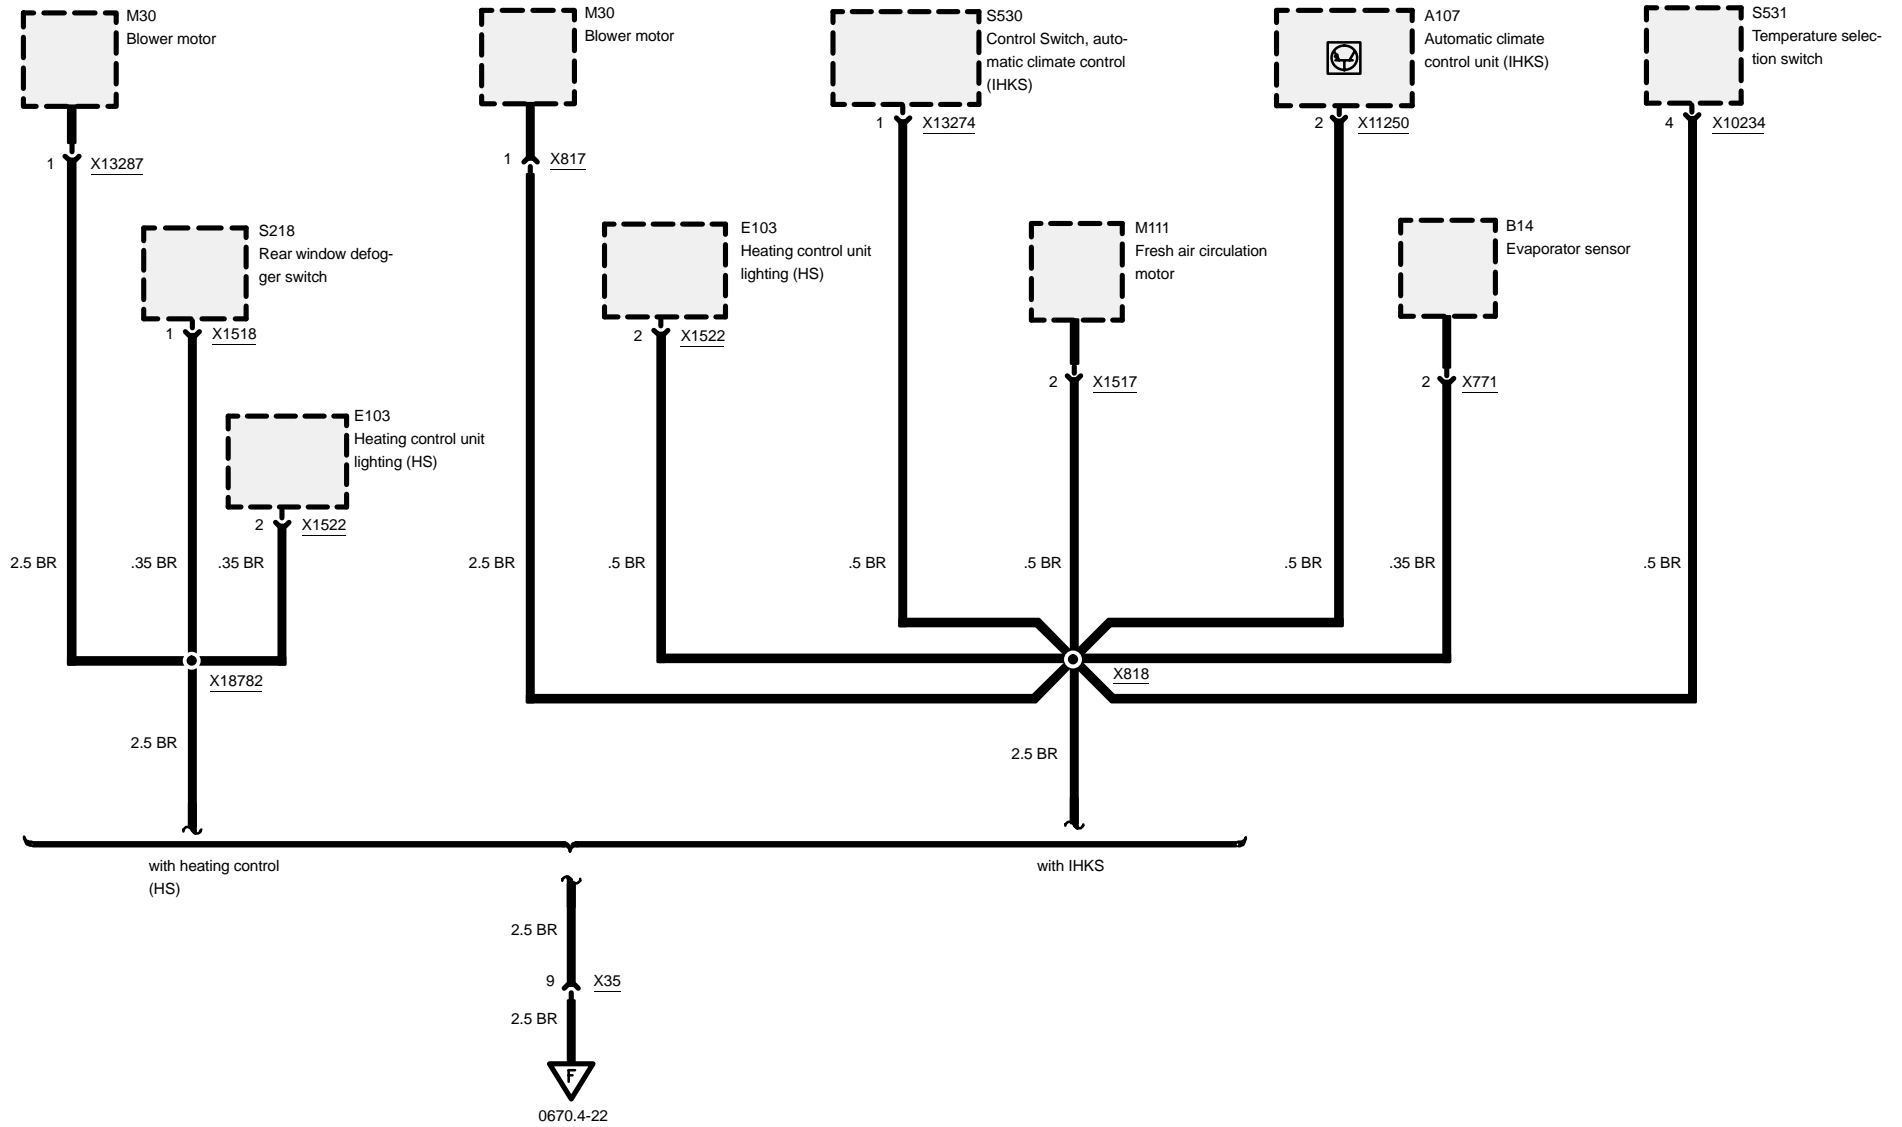 M30
Blower motor
M30
Blower motor
S530
Control Switch, auto-
matic climate control
(IHKS)
A107
Automatic climate
control unit (IHKS)
S531
Temperature selec-
tion switch
1 X13287
1 X817
1 X13274
2 X11250
4 X10234
S218
Rear window defog-
ger switch
E103
Heating control unit
lighting (HS)
M111
Fresh air circulation
motor
B14
Evaporator sensor
1 X1518
2 X1522
2 X1517
2 X771
E103
Heating control unit
lighting (HS)
2 X1522
2.5 BR
.35 BR
.35 BR
2.5 BR
.5 BR
.5 BR
.5 BR
.5 BR
.35 BR
.5 BR
X18782
X818
2.5 BR
2.5 BR
with heating control
(HS)
with IHKS
2.5 BR
9 X35
2.5 BR
F
0670.4-22